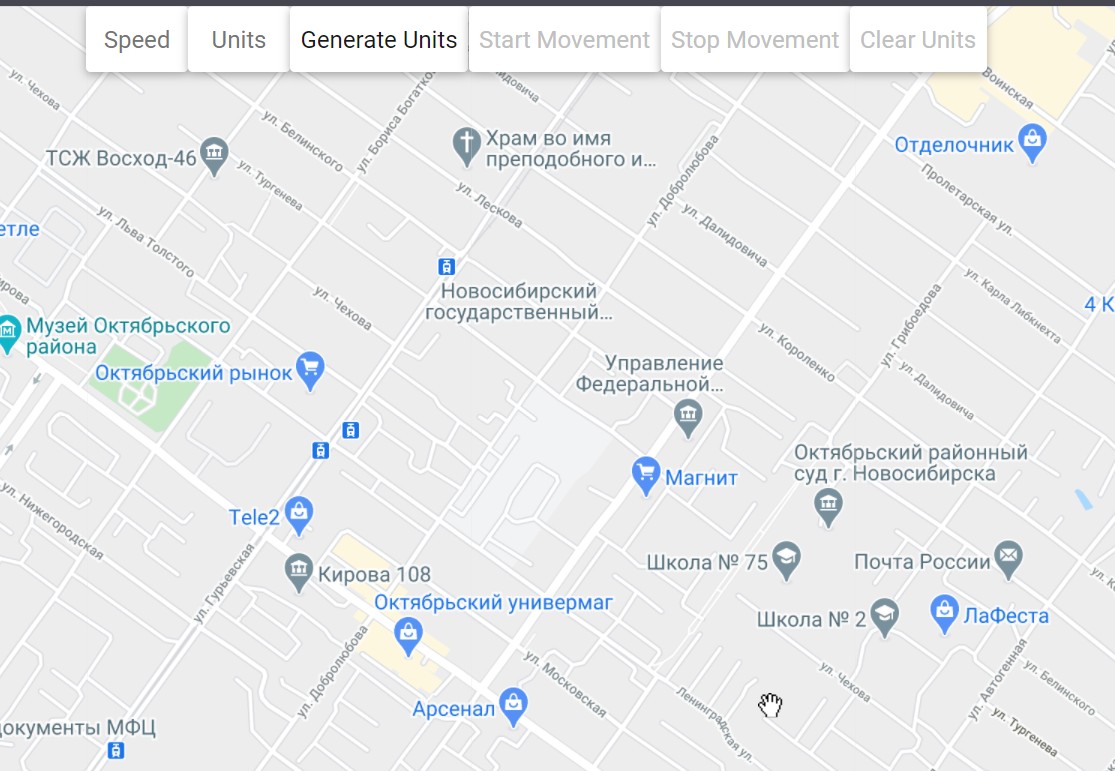 Speed
Units
Generate Units
Start Movement
Stop Movement
Clear Units
Воинская
ул. Чехова
ул. Белинского
ул. Бориса Богатко
Отделочник
Храм во имя
преподобного и...
ТСЖ Восход-46
ул. Тургенева
ул. Добролюбова
Пролетарская ул.
ул. Лескова
ул. Далидовича
ул. Льва Толстого
етле
Новосибирский
государственный...
ул. Чехова
ул. Карла Либкнехта
4 К
ул. Грибоедова
Музей Октябрьского
района
ул. Короленко
Октябрьский рынок
Управление
Федеральной...
ул. Далидовича
Октябрьский районный
суд г. Новосибирска
Магнит
ул. Нижегородская
Tele2
Школа № 75
Почта России
Кирова 108
ул. Гурьевская
Октябрьский универмаг
Школа № 2
ЛаФеста
ул. Добролюбова
ул. Московская
ул. Чехова
ул. Автогенная
ул. Белинского
Ленинградская ул.
Арсенал
ул. Тургенева
документы МФЦ